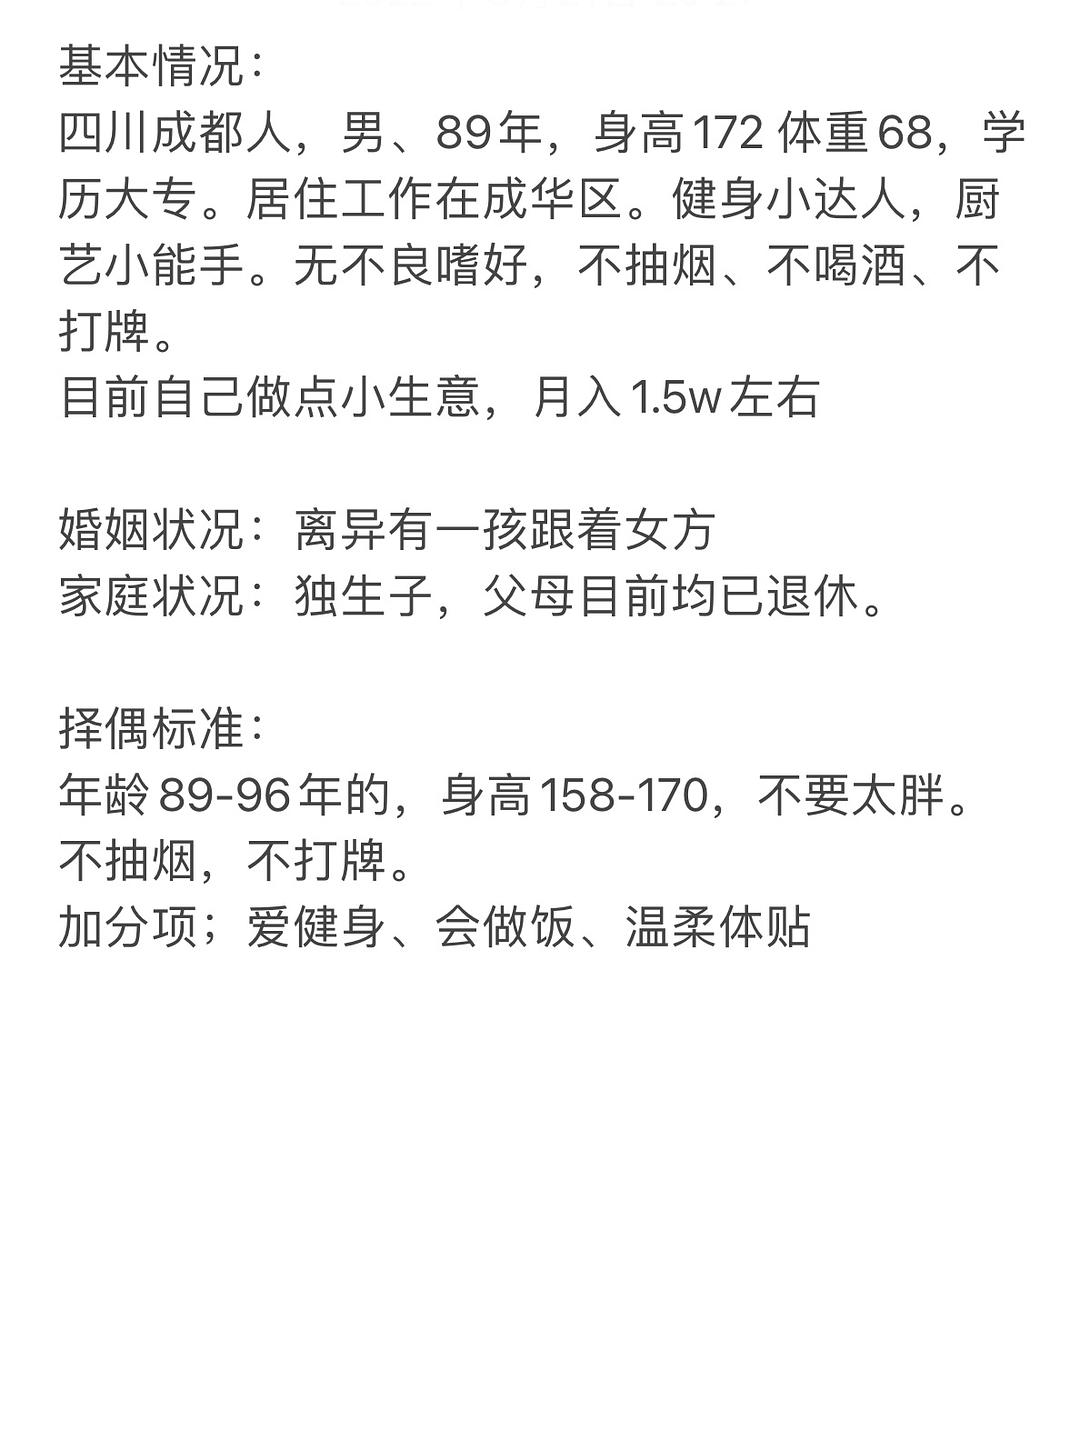 基本情况：
四川成都人，男、89年，身高172 体重68，学
历大专。居住工作在成华区。健身小达人，厨
艺小能手。无不良嗜好，不抽烟、不喝酒、不
打牌。
目前自己做点小生意，月入1.5w左右
婚姻状况：离异有一孩跟着女方
家庭状况：独生子，父母目前均已退休。
择偶标准：
年龄89-96年的，身高158-170，不要太胖。
不抽烟，不打牌。
加分项；爱健身、会做饭、温柔体贴